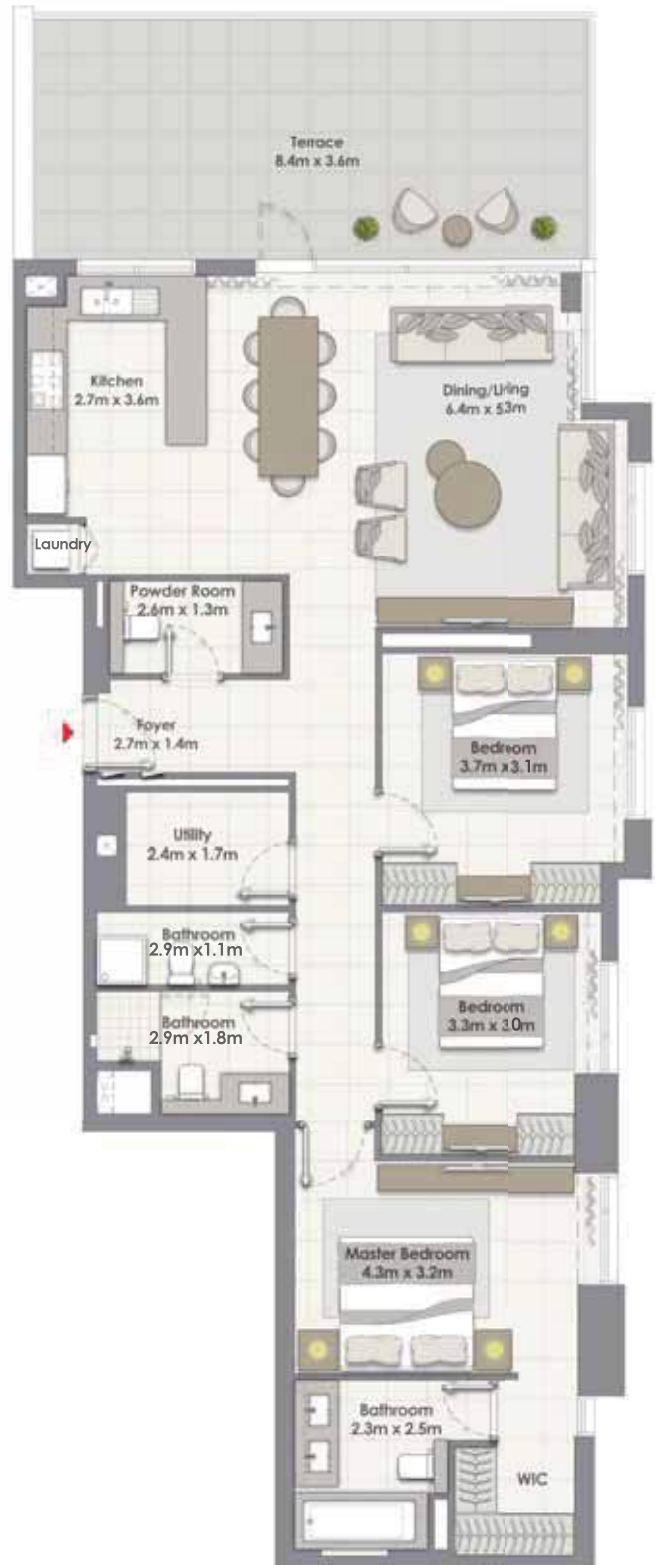 Terrace
8.4m x 3.6m
Kitchen
2.7m x 3.6m
Dining/Living
6.4m x 53m
Laundry
Powder Room
2.6m x 1.3m
Foyer
2.7m x 1.4m
Bedroom
3.7m x3.1m
Utility
2.4m x 1.7m
Bathroom
2.9m x1.1m
Bedroom
3.3m x 30m
Bathroom
2.9m x1.8m
Master Bedroom
4.3m x 3.2m
Bathroom
2.3m x 2.5m
WIC